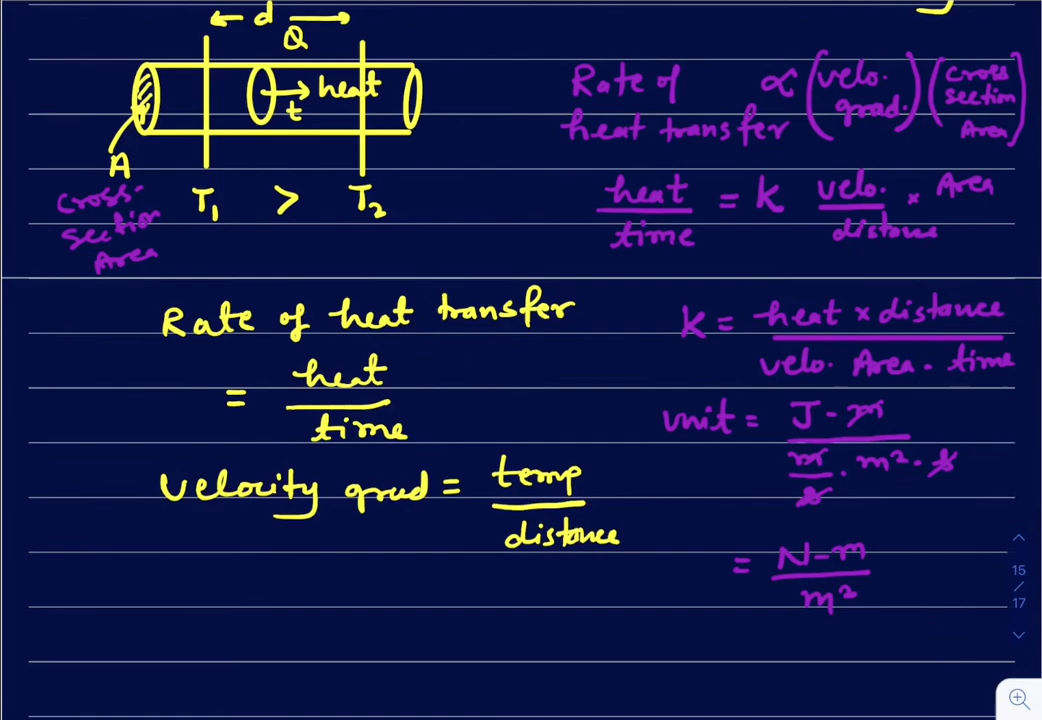 d
Q
heat
t
A
T1 > T2
cross-
section
Area
Rate of heat transfer
= heat / time
Velocity grad = temp / distance
Rate of heat transfer ∝ (velo. grad.) (cross section Area)
heat / time = K velo. / distance × Area
K = heat × distance / velo. Area . time
unit = J - m / m / s . m² . s
= N - m / m²
15
/
17